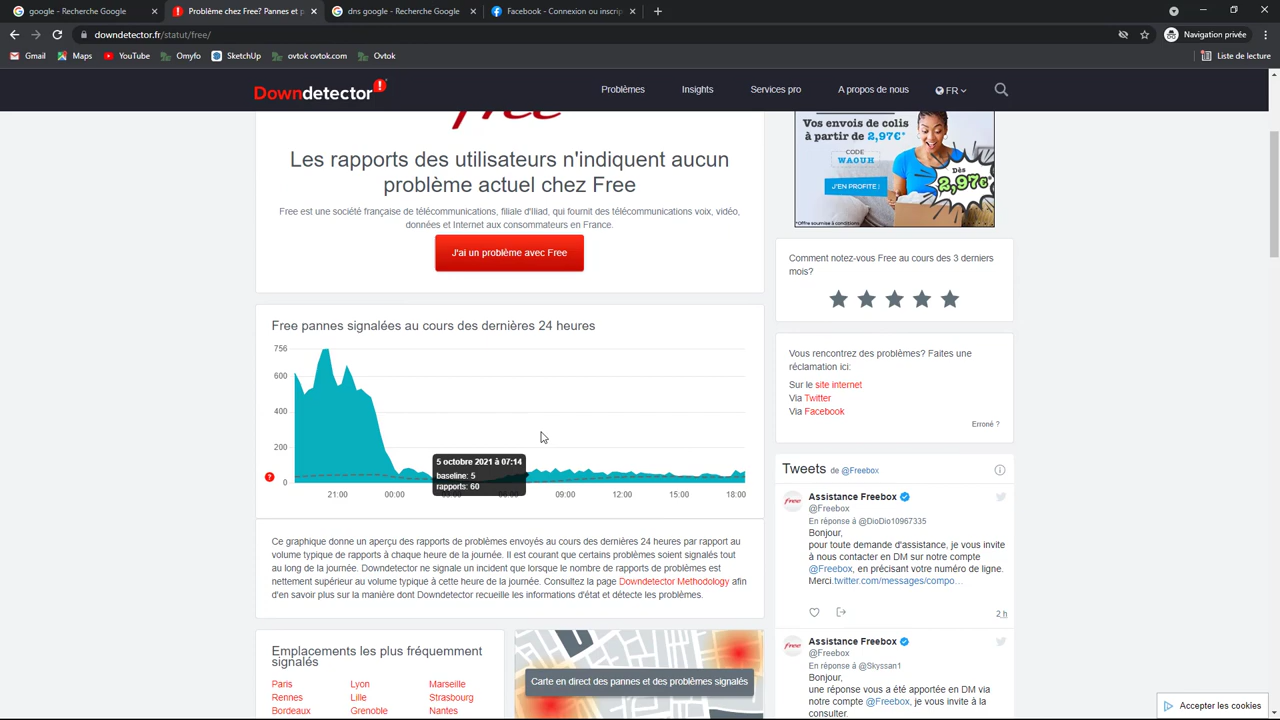 google - Recherche Google
Problème chez Free? Pannes et p
dns google - Recherche Google
Facebook - Connexion ou inscrip
downdetector.fr/statut/free/
Navigation privée
Gmail
Maps
YouTube
Omyfo
SketchUp
ovtok ovtok.com
Ovtok
Liste de lecture
Downdetector
Problèmes
Insights
Services pro
A propos de nous
FR
free
Les rapports des utilisateurs n'indiquent aucun
problème actuel chez Free
Free est une société française de télécommunications, filiale d'Iliad, qui fournit des télécommunications voix, vidéo,
données et Internet aux consommateurs en France.
J'ai un problème avec Free
Free pannes signalées au cours des dernières 24 heures
756
600
400
200
0
5 octobre 2021 à 07:14
baseline: 5
rapports: 60
21:00
00:00
09:00
12:00
15:00
18:00
Ce graphique donne un aperçu des rapports de problèmes envoyés au cours des dernières 24 heures par rapport au
volume typique de rapports à chaque heure de la journée. Il est courant que certains problèmes soient signalés tout
au long de la journée. Downdetector ne signale un incident que lorsque le nombre de rapports de problèmes est
nettement supérieur au volume typique à cette heure de la journée. Consultez la page Downdetector Methodology afin
d'en savoir plus sur la manière dont Downdetector recueille les informations d'état et détecte les problèmes.
Emplacements les plus fréquemment
signalés
Paris
Lyon
Marseille
Rennes
Lille
Strasbourg
Bordeaux
Grenoble
Nantes
Carte en direct des pannes et des problèmes signalés
Vos envois de colis
à partir de 2,97€*
CODE
WAOUH
J'EN PROFITE !
Dès
2,97€
*Offre soumise à conditions.
Comment notez-vous Free au cours des 3 derniers
mois?
Vous rencontrez des problèmes? Faites une
réclamation ici:
Sur le site internet
Via Twitter
Via Facebook
Erroné ?
Tweets de @Freebox
Assistance Freebox
@Freebox
En réponse à @DioDio10967335
Bonjour,
pour toute demande d'assistance, je vous invite
à nous contacter en DM sur notre compte
@Freebox, en précisant votre numéro de ligne.
Merci.twitter.com/messages/compo…
2 h
Assistance Freebox
@Freebox
En réponse à @Skyssan1
Bonjour,
une réponse vous a été apportée en DM via
notre compte @Freebox, je vous invite à la
consulter.
Accepter les cookies